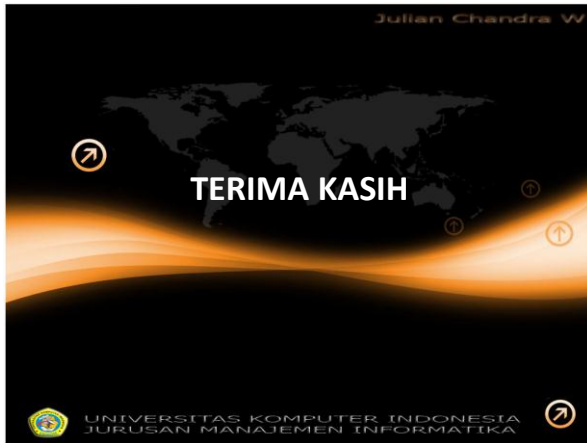 Julian Chandra W
TERIMA KASIH
UNIVERSITAS KOMPUTER INDONESIA
JURUSAN MANAJEMEN INFORMATIKA